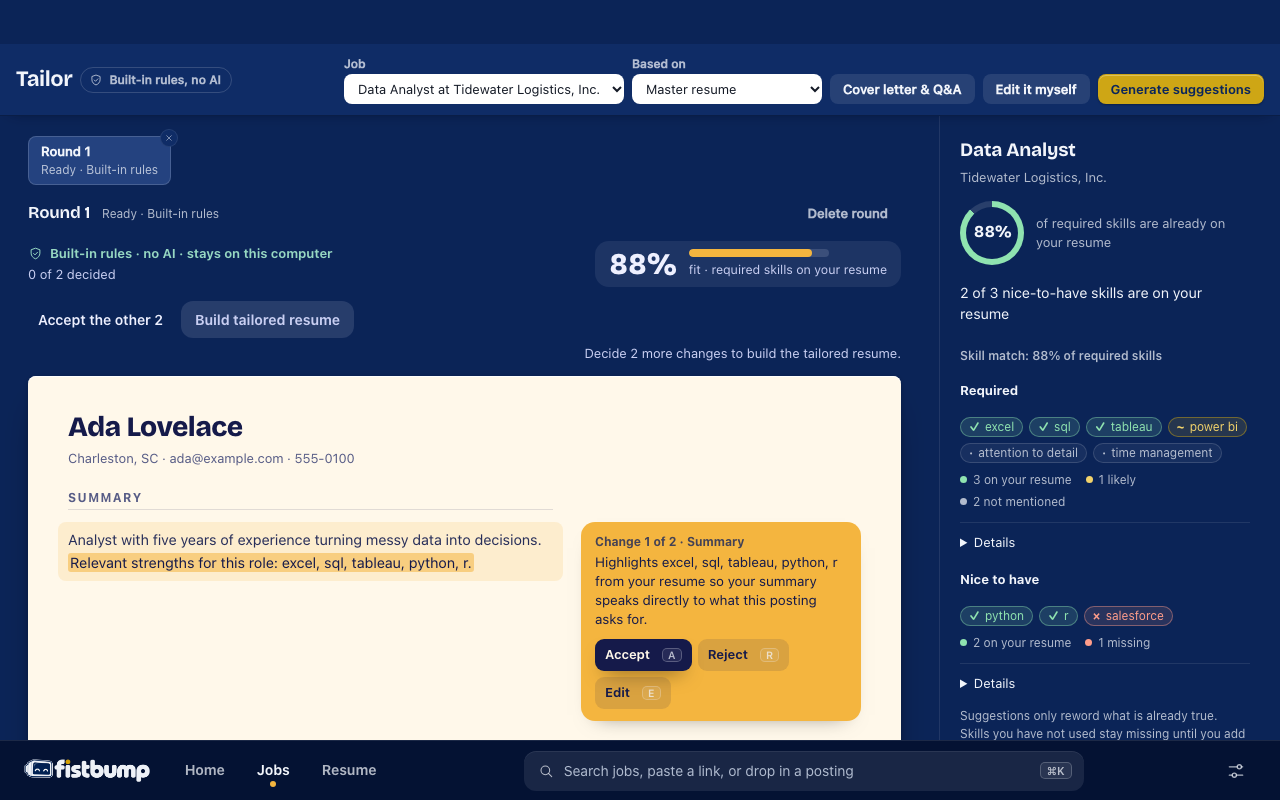 Tailor
Built-in rules, no AI
Job
Data Analyst at Tidewater Logistics, Inc.
Based on
Master resume
Cover letter & Q&A
Edit it myself
Generate suggestions
Round 1
Ready · Built-in rules
Round 1 Ready · Built-in rules
Delete round
Built-in rules · no AI · stays on this computer
0 of 2 decided
88%
fit · required skills on your resume
Accept the other 2
Build tailored resume
Decide 2 more changes to build the tailored resume.
Ada Lovelace
Charleston, SC · ada@example.com · 555-0100
SUMMARY
Analyst with five years of experience turning messy data into decisions.
Relevant strengths for this role: excel, sql, tableau, python, r.
Change 1 of 2 · Summary
Highlights excel, sql, tableau, python, r
from your resume so your summary
speaks directly to what this posting
asks for.
Accept A
Reject R
Edit E
Data Analyst
Tidewater Logistics, Inc.
88%
of required skills are already on
your resume
2 of 3 nice-to-have skills are on your
resume
Skill match: 88% of required skills
Required
✓ excel
✓ sql
✓ tableau
~ power bi
· attention to detail
· time management
3 on your resume
1 likely
2 not mentioned
Details
Nice to have
✓ python
✓ r
× salesforce
2 on your resume
1 missing
Details
Suggestions only reword what is already true.
Skills you have not used stay missing until you add
fistbump
Home
Jobs
Resume
Search jobs, paste a link, or drop in a posting
⌘K